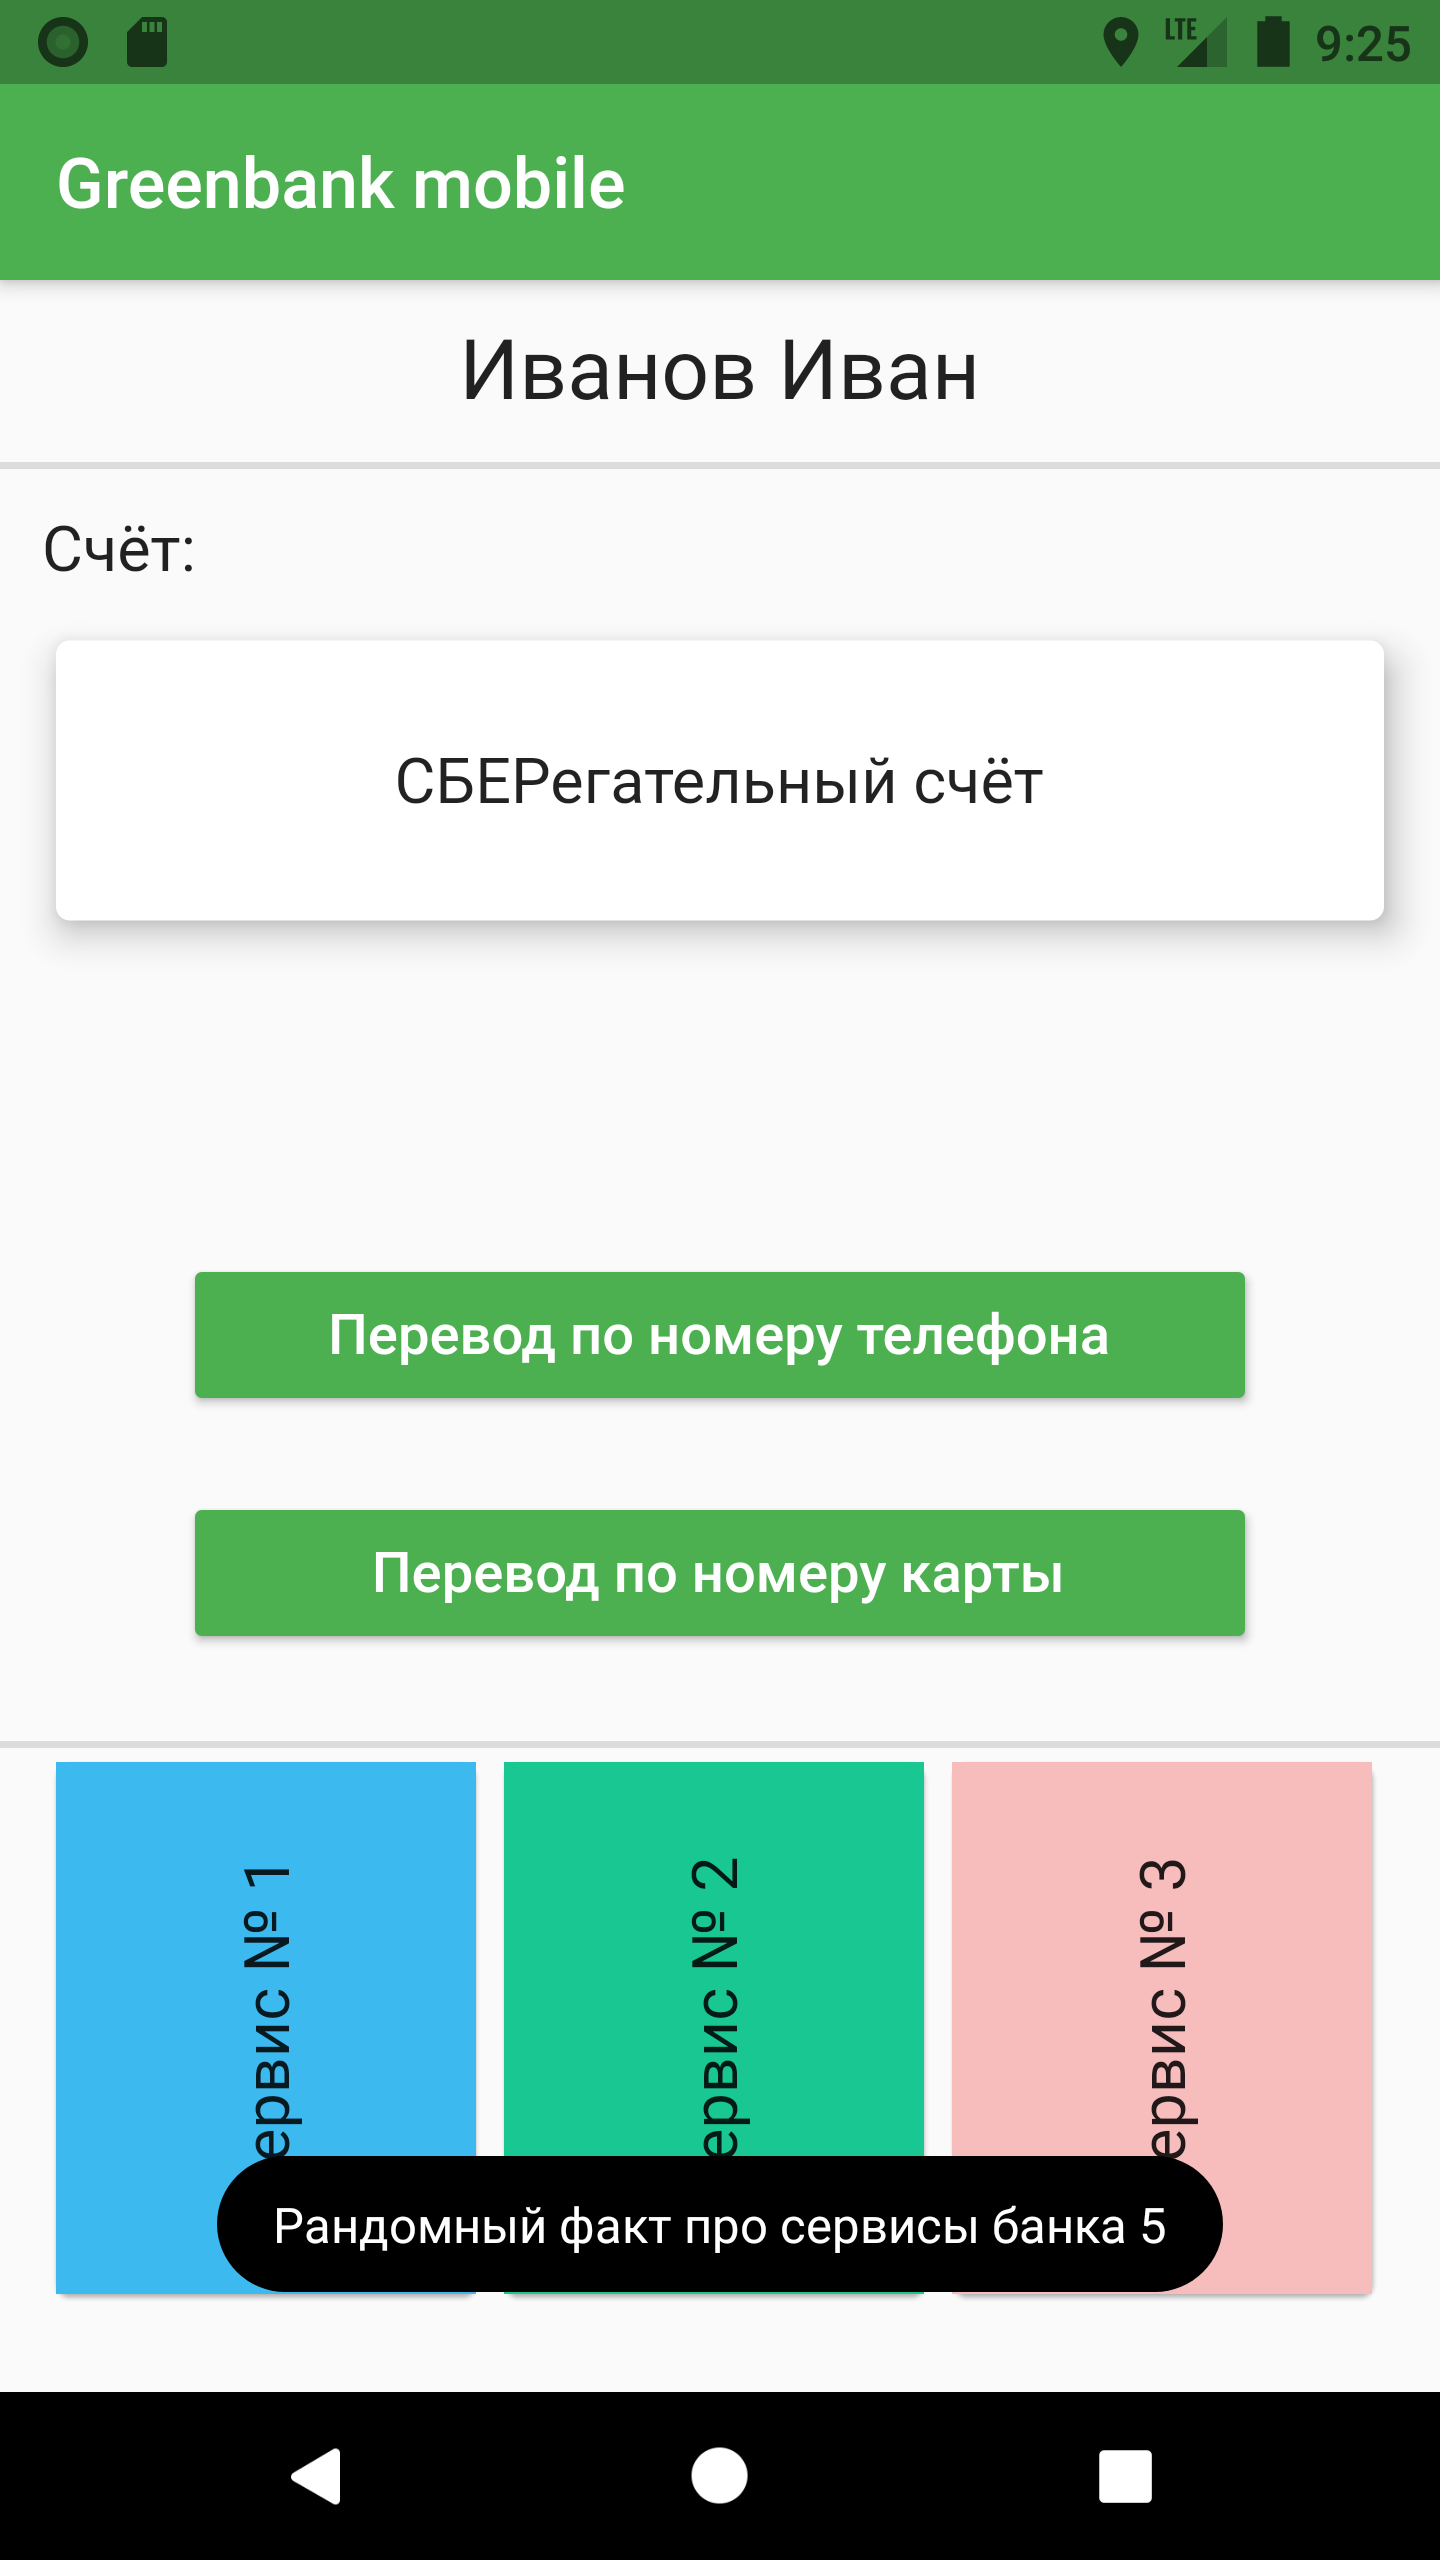 LTE 9:25
Greenbank mobile
Иванов Иван
Счёт:
СБЕРегательный счёт
Перевод по номеру телефона
Перевод по номеру карты
ервис № 1
ервис № 2
ервис № 3
Рандомный факт про сервисы банка 5